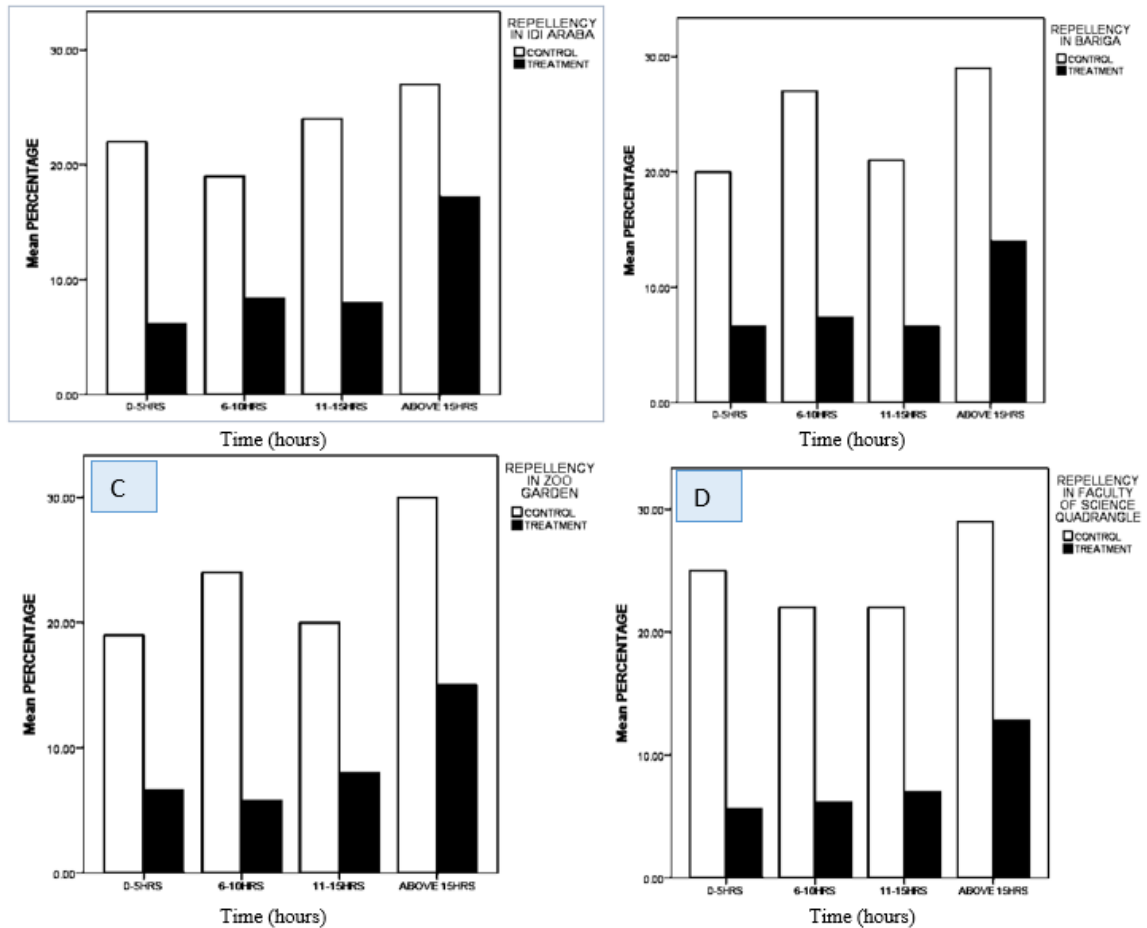 REPELLENCY
IN IDI ARABA
CONTROL
TREATMENT
Mean PERCENTAGE
30.00
20.00
10.00
0.00
0-5HRS 6-10HRS 11-15HRS ABOVE 15HRS
Time (hours)
REPELLENCY
IN BARIGA
CONTROL
TREATMENT
Mean PERCENTAGE
30.00
20.00
10.00
0.00
0-5HRS 6-10HRS 11-15HRS ABOVE 15HRS
Time (hours)
C
REPELLENCY
IN ZOO
GARDEN
CONTROL
TREATMENT
Mean PERCENTAGE
30.00
20.00
10.00
0.00
0-5HRS 6-10HRS 11-15HRS ABOVE 15HRS
Time (hours)
D
REPELLENCY
IN FACULTY
OF SCIENCE
QUADRANGLE
CONTROL
TREATMENT
Mean PERCENTAGE
30.00
20.00
10.00
0.00
0-5HRS 6-10HRS 11-15HRS ABOVE 15HRS
Time (hours)